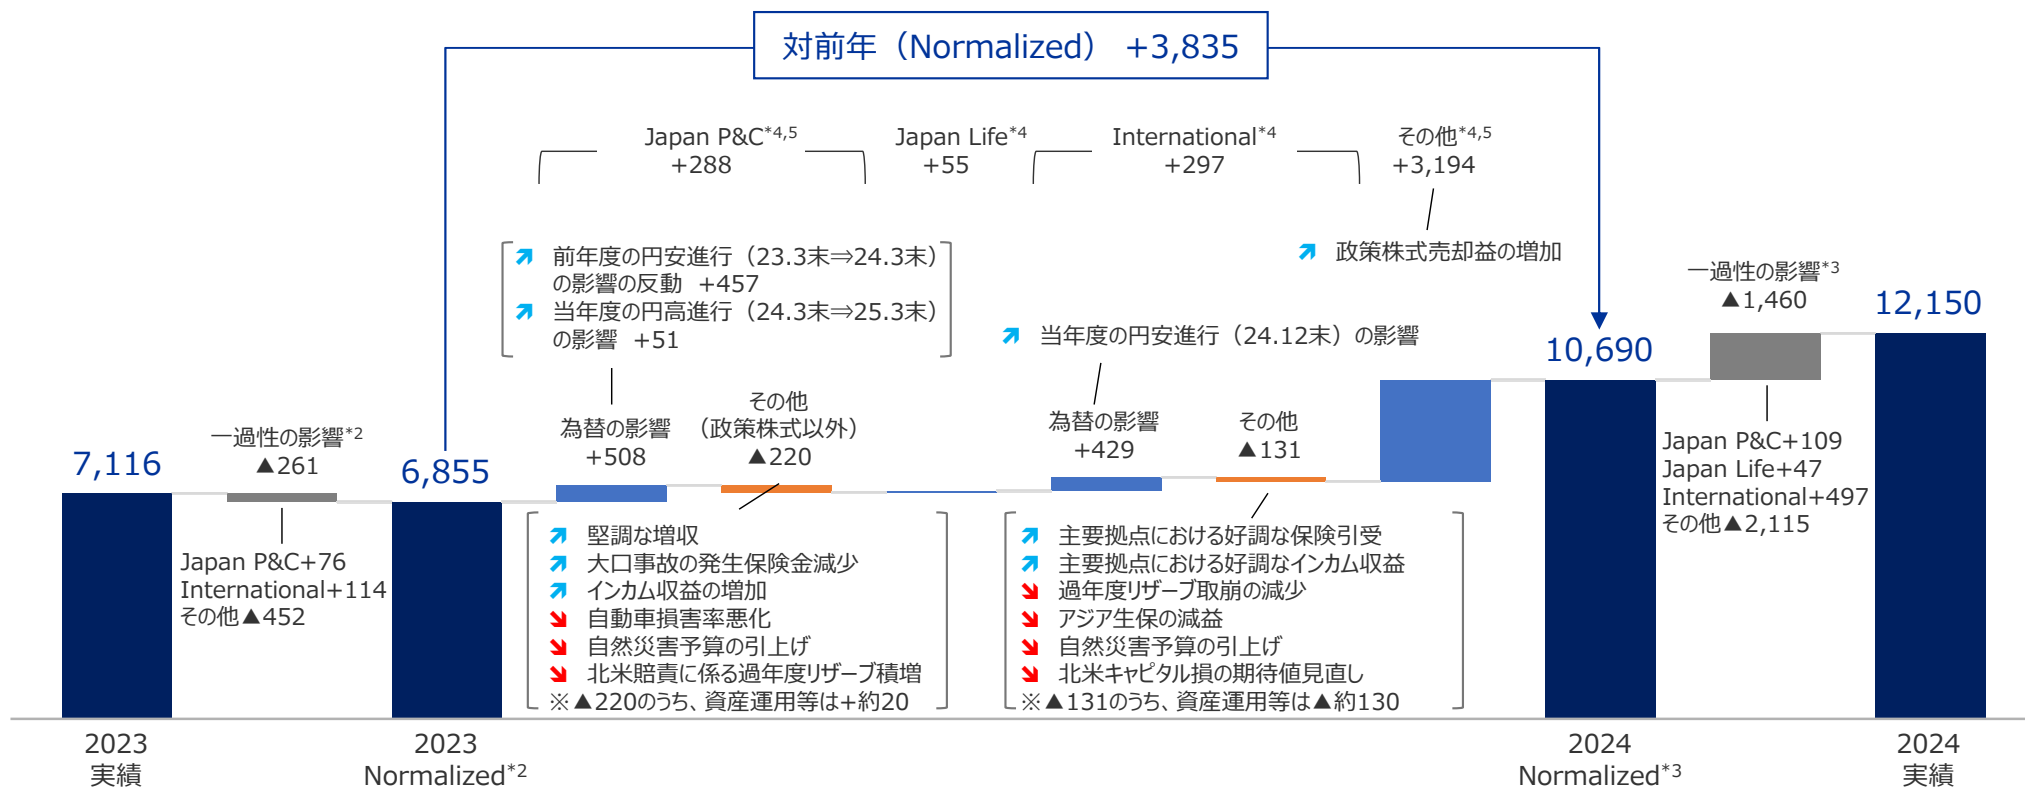 対前年（Normalized） +3,835
Japan P&C*4,5
+288
Japan Life*4
+55
International*4
+297
その他*4,5
+3,194
前年度の円安進行（23.3末⇒24.3末）
の影響の反動 +457
当年度の円高進行（24.3末⇒25.3末）
の影響 +51
政策株式売却益の増加
当年度の円安進行（24.12末）の影響
7,116
一過性の影響*2
▲261
Japan P&C+76
International+114
その他▲452
6,855
為替の影響
+508
その他
（政策株式以外）
▲220
堅調な増収
大口事故の発生保険金減少
インカム収益の増加
自動車損害率悪化
自然災害予算の引上げ
北米賠責に係る過年度リザーブ積増
※▲220のうち、資産運用等は+約20
為替の影響
+429
その他
▲131
主要拠点における好調な保険引受
主要拠点における好調なインカム収益
過年度リザーブ取崩の減少
アジア生保の減益
自然災害予算の引上げ
北米キャピタル損の期待値見直し
※▲131のうち、資産運用等は▲約130
10,690
一過性の影響*3
▲1,460
Japan P&C+109
Japan Life+47
International+497
その他▲2,115
12,150
2023
実績
2023
Normalized*2
2024
Normalized*3
2024
実績